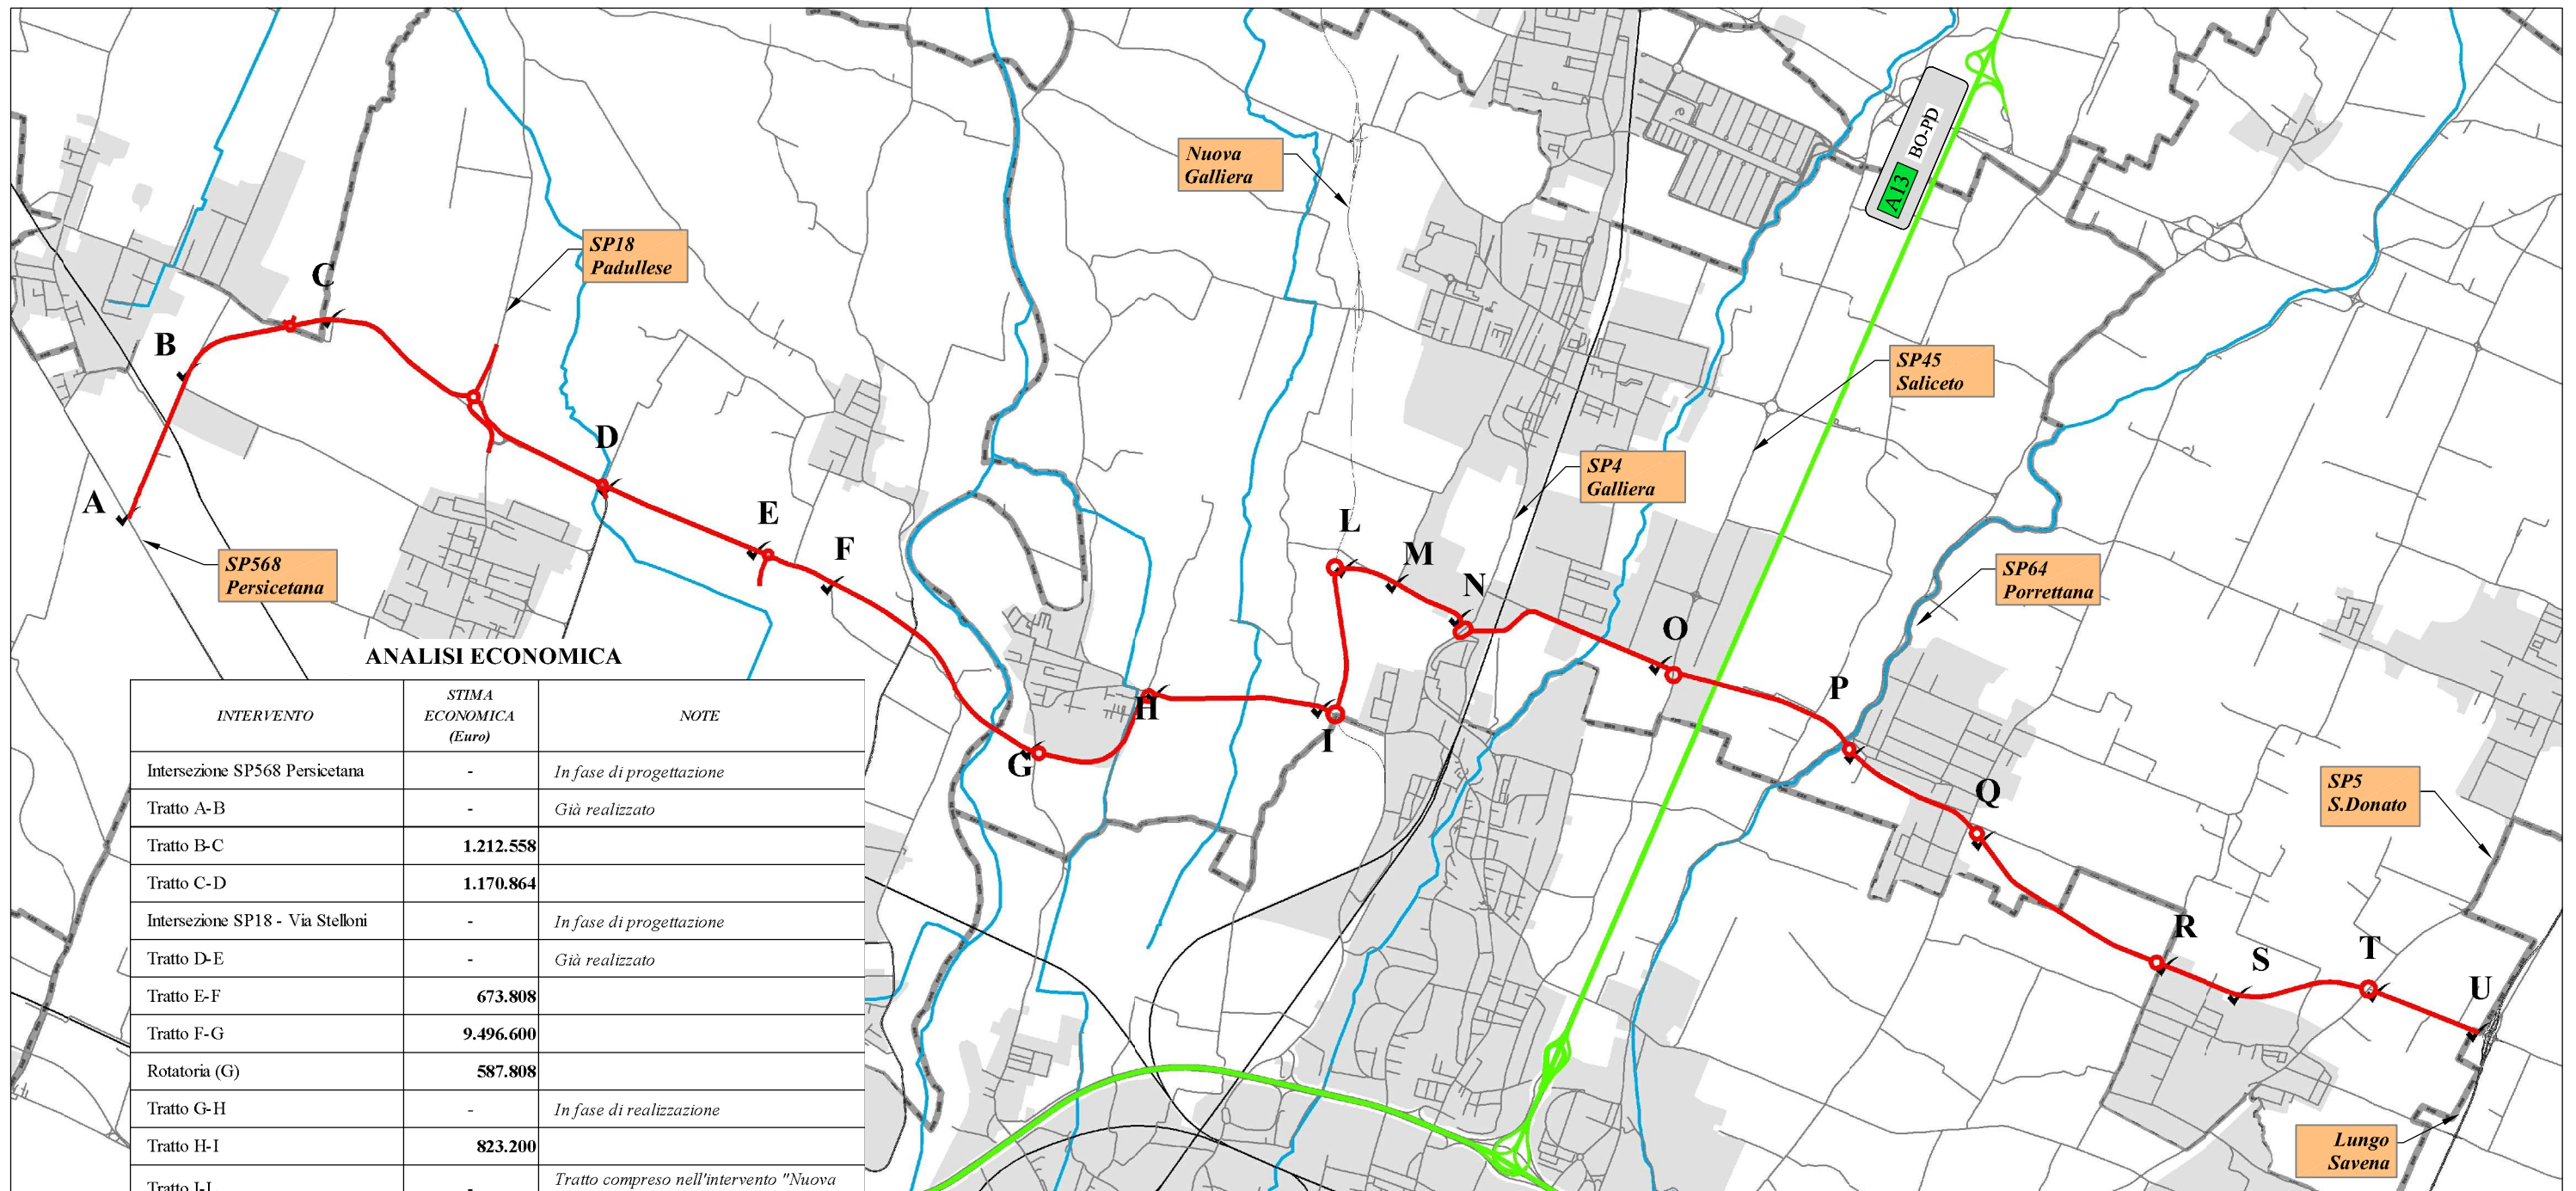 A13 BO-PD
Nuova
Galliera
SP18
Padullese
C
B
SP45
Saliceto
D
SP4
Galliera
A
E
L
F
M
SP568
Persicetana
N
SP64
Porrettana
O
P
H
I
G
Q
SP5
S.Donato
R
S
T
U
Lungo
Savena
ANALISI ECONOMICA
INTERVENTO STIMA ECONOMICA (Euro) NOTE
Intersezione SP568 Persicetana - In fase di progettazione
Tratto A-B - Già realizzato
Tratto B-C 1.212.558
Tratto C-D 1.170.864
Intersezione SP18 - Via Stelloni - In fase di progettazione
Tratto D-E - Già realizzato
Tratto E-F 673.808
Tratto F-G 9.496.600
Rotatoria (G) 587.808
Tratto G-H - In fase di realizzazione
Tratto H-I 823.200
Tratto I-L - Tratto compreso nell'intervento "Nuova